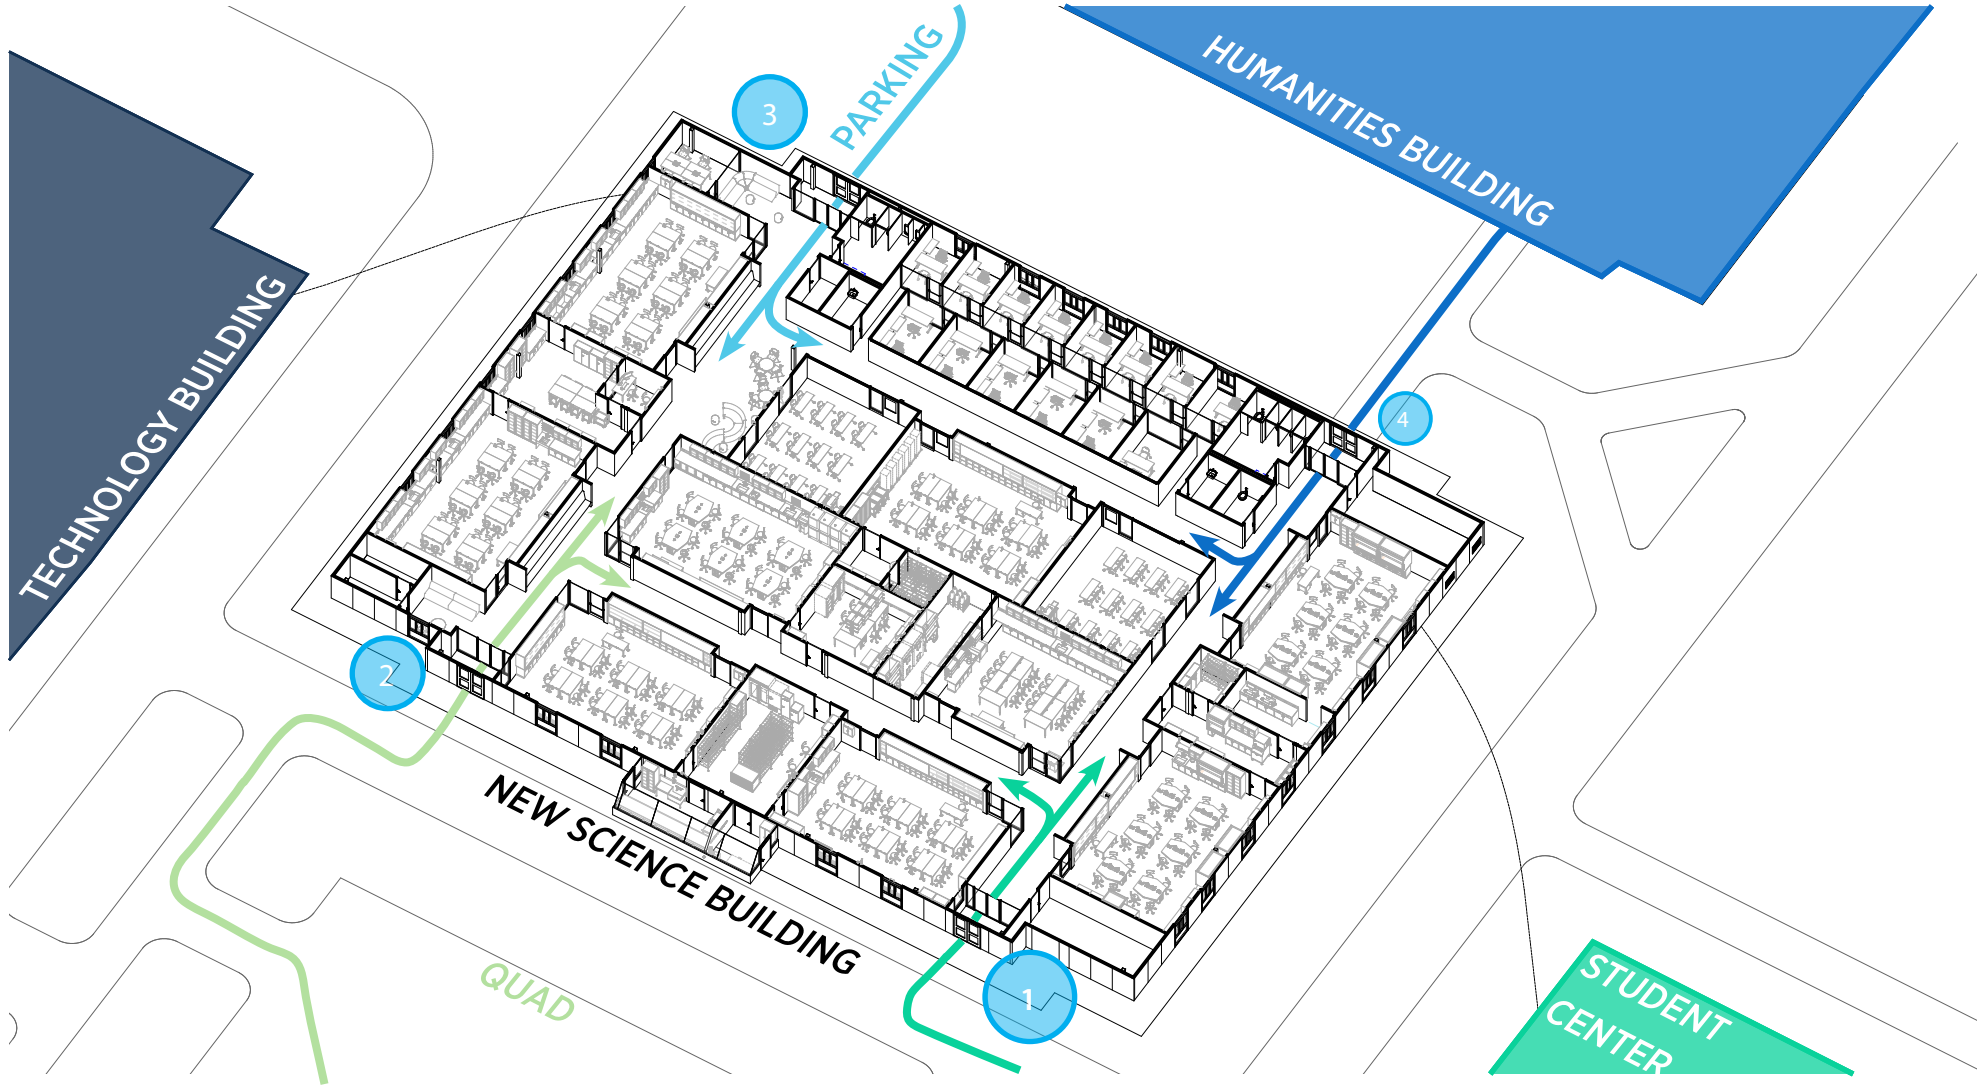 PARKING
HUMANITIES BUILDING
3
4
TECHNOLOGY BUILDING
2
NEW SCIENCE BUILDING
QUAD
1
STUDENT
CENTER